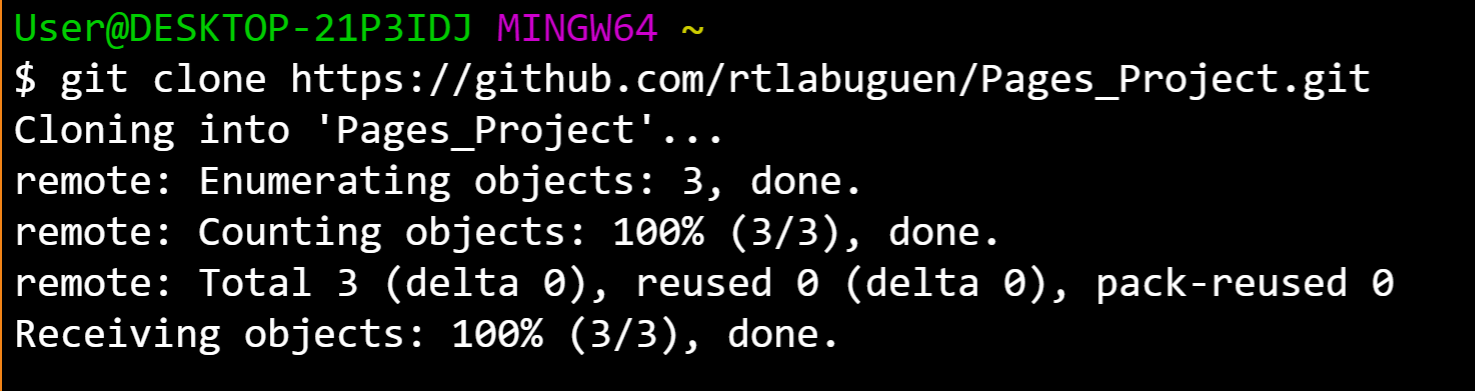 User@DESKTOP-21P3IDJ MINGW64 ~
$ git clone https://github.com/rtlabuguen/Pages_Project.git
Cloning into 'Pages_Project'...
remote: Enumerating objects: 3, done.
remote: Counting objects: 100% (3/3), done.
remote: Total 3 (delta 0), reused 0 (delta 0), pack-reused 0
Receiving objects: 100% (3/3), done.